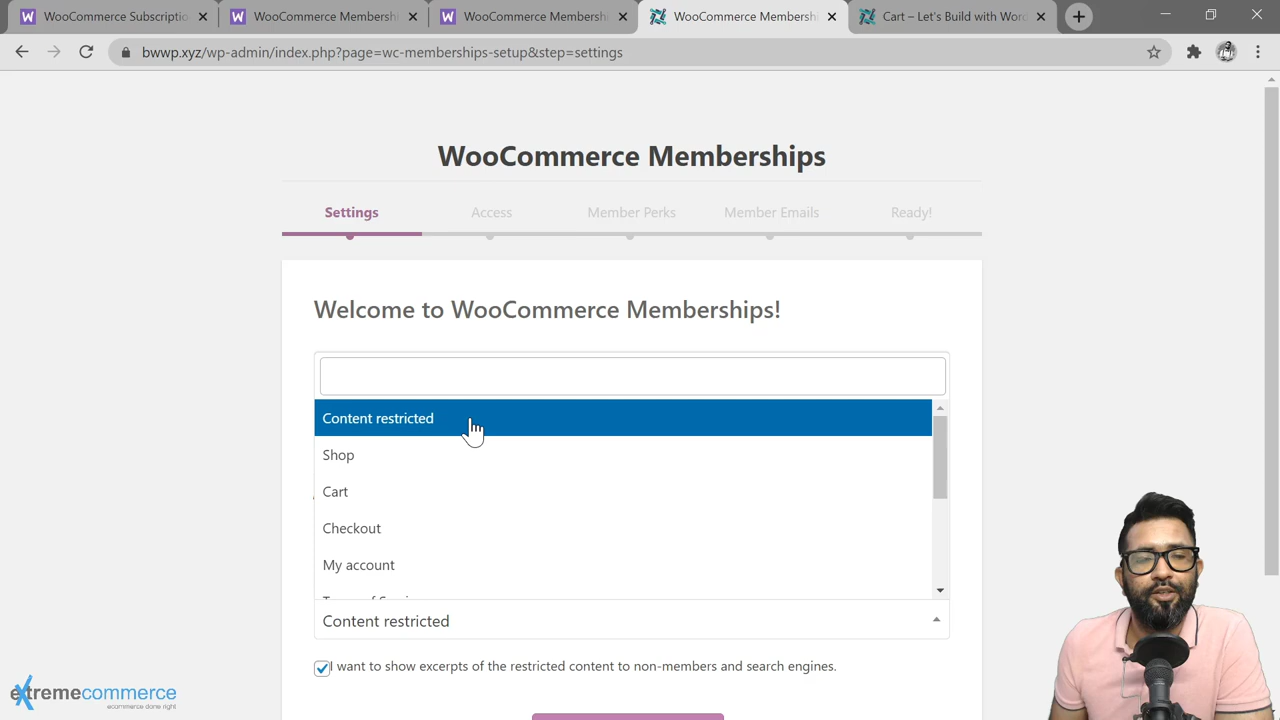 WooCommerce Subscriptio
WooCommerce Membersh
WooCommerce Membersh
WooCommerce Membersh
Cart – Let's Build with Word
bwwp.xyz/wp-admin/index.php?page=wc-memberships-setup&step=settings
WooCommerce Memberships
Settings
Access
Member Perks
Member Emails
Ready!
Welcome to WooCommerce Memberships!
Content restricted
Shop
Cart
Checkout
My account
Content restricted
I want to show excerpts of the restricted content to non-members and search engines.
extremecommerce
ecommerce done right